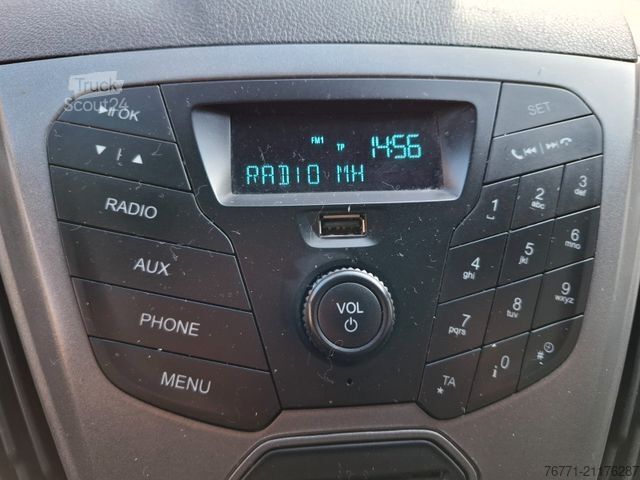 Truck
Scout24
▶II OK
SET
FM1 TP 14:56
RADIO MH
RADIO
AUX
PHONE
MENU
VOL
1
2 abc
3 def
4 ghi
5 jkl
6 mno
7 pqrs
8 tuv
9 wxyz
TA *
0
#
76771-21176287